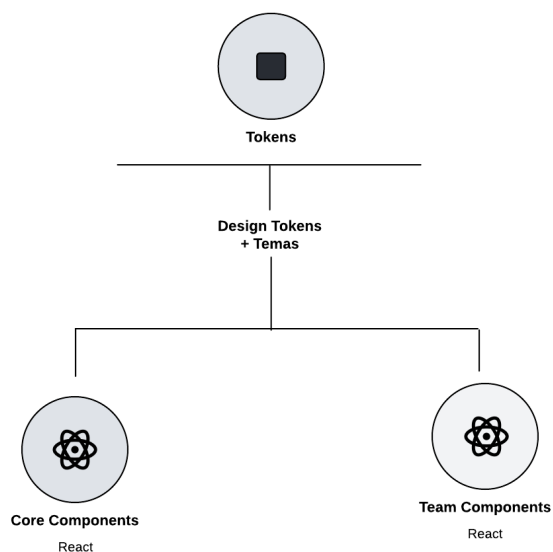 Tokens
Design Tokens
+ Temas
Core Components
React
Team Components
React